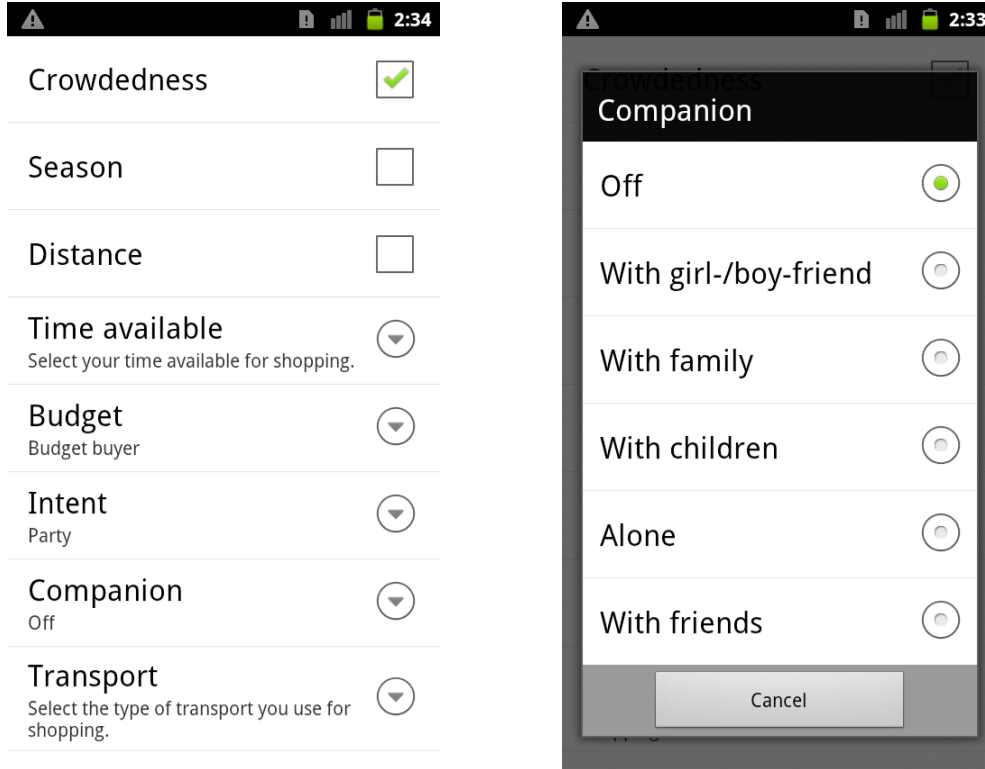 2:34
Crowdedness
Season
Distance
Time available
Select your time available for shopping.
Budget
Budget buyer
Intent
Party
Companion
Off
Transport
Select the type of transport you use for
shopping.
2:33
Crowdedness
Companion
Off
With girl-/boy-friend
With family
With children
Alone
With friends
Cancel